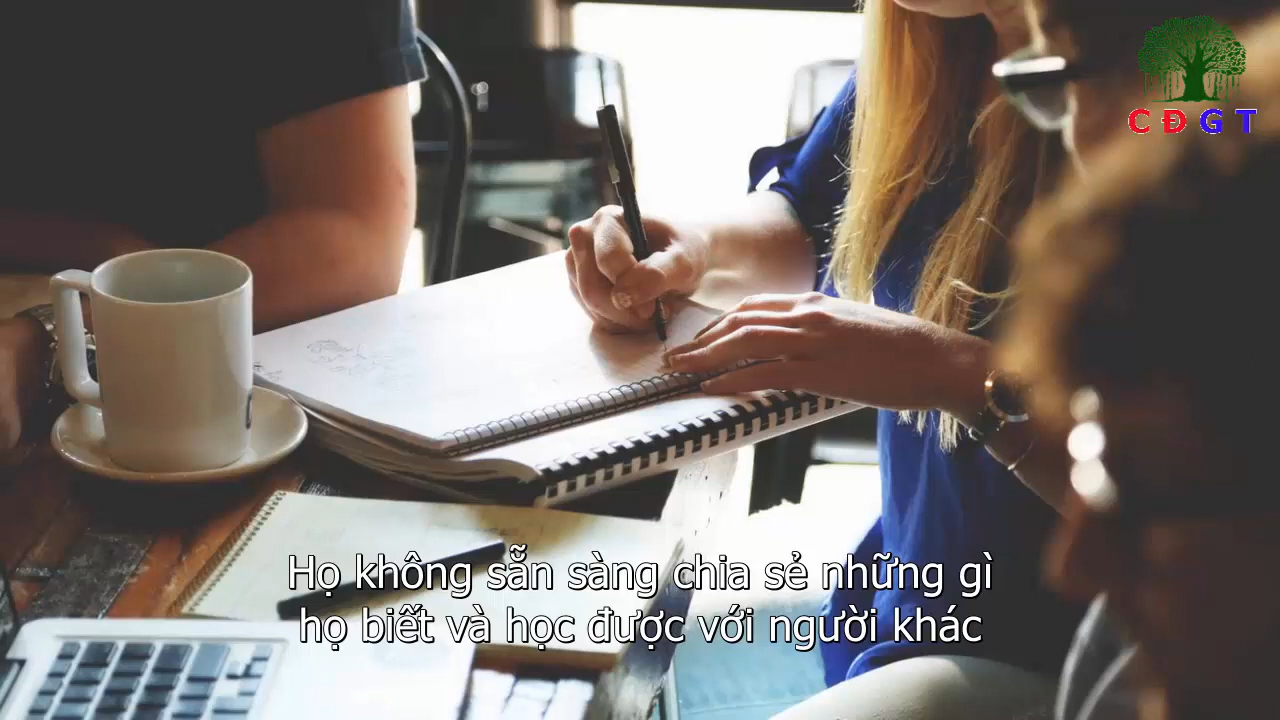 CĐGT
Họ không sẵn sàng chia sẻ những gì
họ biết và học được với người khác